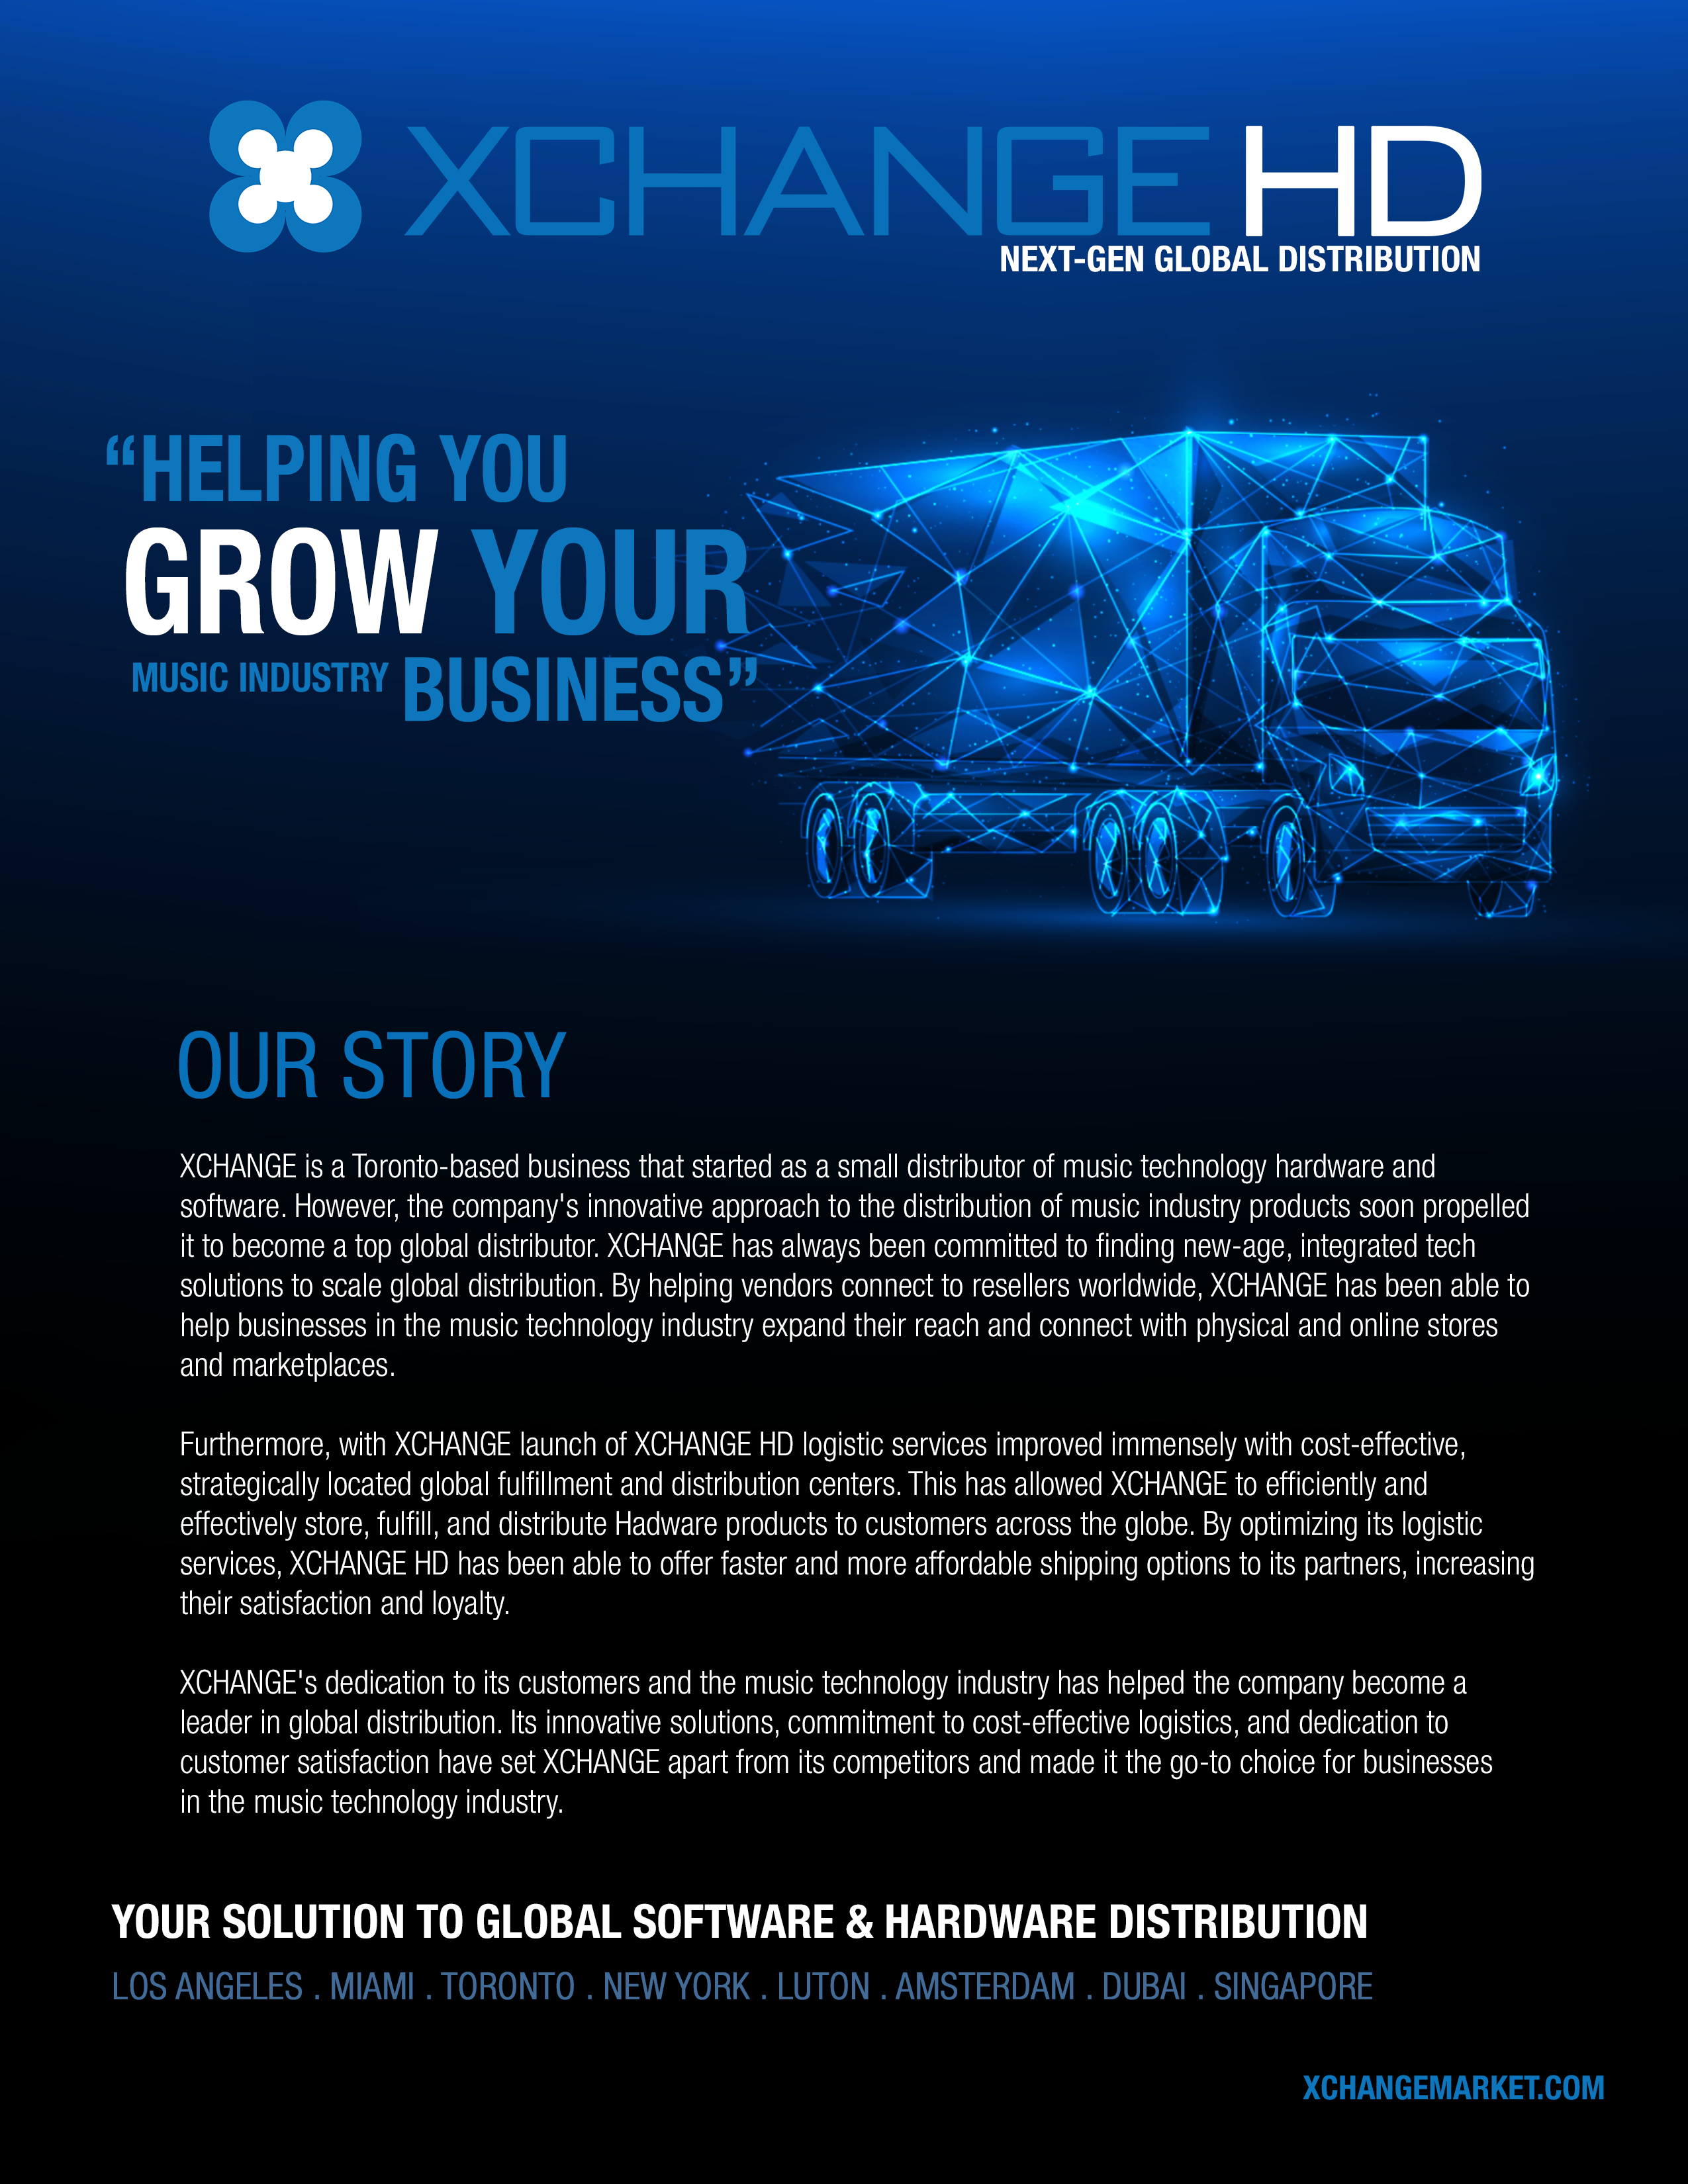 XCHANGE HD
NEXT-GEN GLOBAL DISTRIBUTION
“HELPING YOU
GROW YOUR
MUSIC INDUSTRY BUSINESS”
OUR STORY
XCHANGE is a Toronto-based business that started as a small distributor of music technology hardware and
software. However, the company's innovative approach to the distribution of music industry products soon propelled
it to become a top global distributor. XCHANGE has always been committed to finding new-age, integrated tech
solutions to scale global distribution. By helping vendors connect to resellers worldwide, XCHANGE has been able to
help businesses in the music technology industry expand their reach and connect with physical and online stores
and marketplaces.
Furthermore, with XCHANGE launch of XCHANGE HD logistic services improved immensely with cost-effective,
strategically located global fulfillment and distribution centers. This has allowed XCHANGE to efficiently and
effectively store, fulfill, and distribute Hadware products to customers across the globe. By optimizing its logistic
services, XCHANGE HD has been able to offer faster and more affordable shipping options to its partners, increasing
their satisfaction and loyalty.
XCHANGE's dedication to its customers and the music technology industry has helped the company become a
leader in global distribution. Its innovative solutions, commitment to cost-effective logistics, and dedication to
customer satisfaction have set XCHANGE apart from its competitors and made it the go-to choice for businesses
in the music technology industry.
YOUR SOLUTION TO GLOBAL SOFTWARE & HARDWARE DISTRIBUTION
LOS ANGELES . MIAMI . TORONTO . NEW YORK . LUTON . AMSTERDAM . DUBAI . SINGAPORE
XCHANGEMARKET.COM